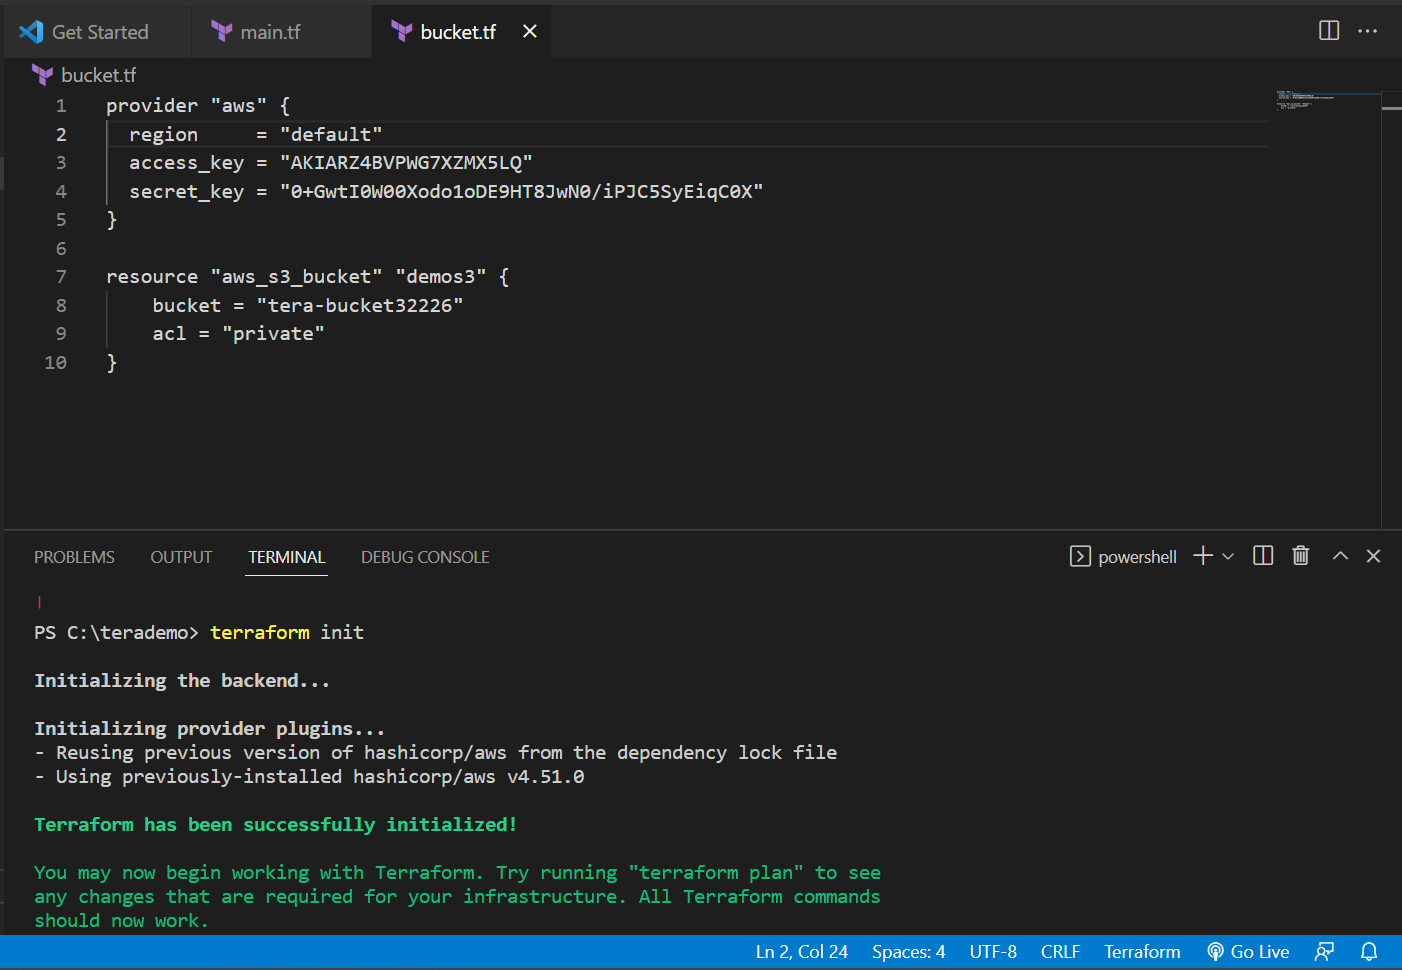 Get Started
main.tf
bucket.tf
bucket.tf
1 provider "aws" {
2 region = "default"
3 access_key = "AKIARZ4BVPWG7XZMX5LQ"
4 secret_key = "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"
5 }
6
7 resource "aws_s3_bucket" "demos3" {
8 bucket = "tera-bucket32226"
9 acl = "private"
10 }
PROBLEMS OUTPUT TERMINAL DEBUG CONSOLE
powershell
PS C:\terademo> terraform init
Initializing the backend...
Initializing provider plugins...
- Reusing previous version of hashicorp/aws from the dependency lock file
- Using previously-installed hashicorp/aws v4.51.0
Terraform has been successfully initialized!
You may now begin working with Terraform. Try running "terraform plan" to see
any changes that are required for your infrastructure. All Terraform commands
should now work.
Ln 2, Col 24 Spaces: 4 UTF-8 CRLF Terraform Go Live